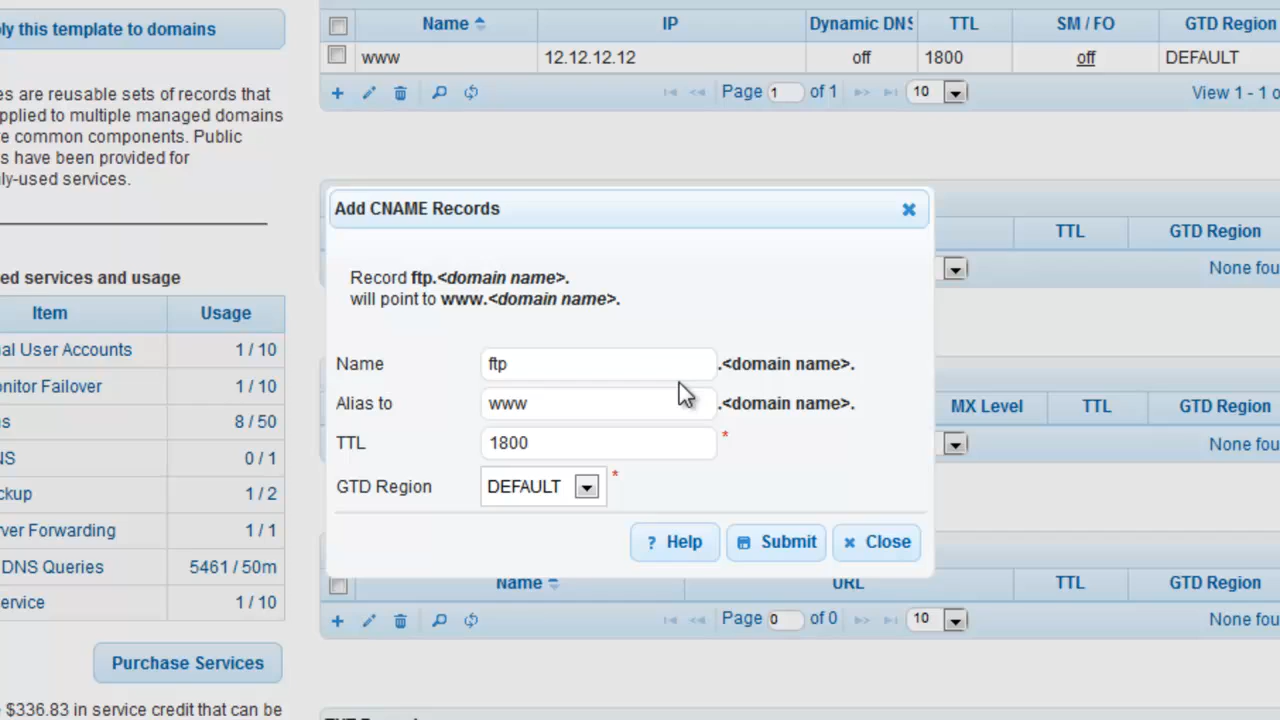 ly this template to domains
es are reusable sets of records that
pplied to multiple managed domains
re common components. Public
s have been provided for
nly-used services.
ed services and usage
Item Usage
al User Accounts 1 / 10
onitor Failover 1 / 10
s 8 / 50
NS 0 / 1
ckup 1 / 2
ver Forwarding 1 / 1
DNS Queries 5461 / 50m
ervice 1 / 10
Purchase Services
$336.83 in service credit that can be
Name IP Dynamic DNS TTL SM / FO GTD Region
www 12.12.12.12 off 1800 off DEFAULT
Page 1 of 1 10 View 1 - 1 o
TTL GTD Region
None fou
Add CNAME Records
Record ftp.<domain name>.
will point to www.<domain name>.
Name ftp .<domain name>.
Alias to www .<domain name>.
TTL 1800 *
GTD Region DEFAULT *
? Help Submit Close
MX Level TTL GTD Region
None fou
Name URL TTL GTD Region
Page 0 of 0 10 None fou